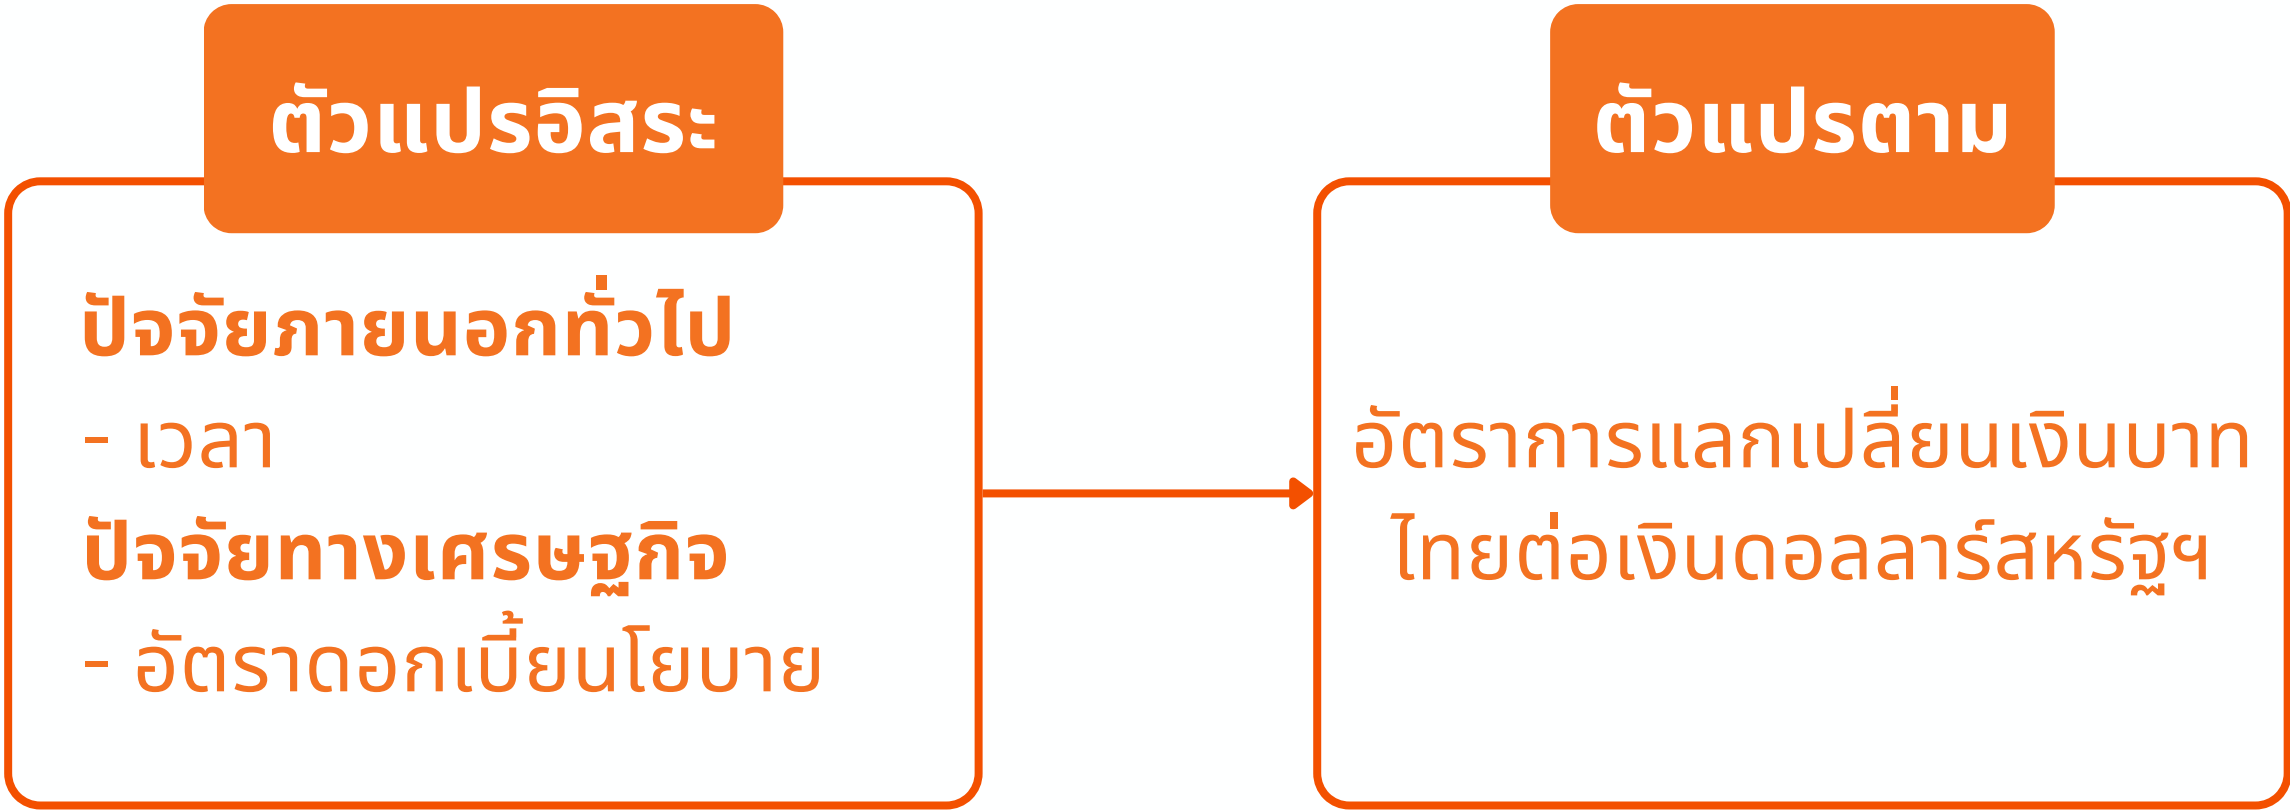 ตัวแปรอิสระ
ปัจจัยภายนอกทั่วไป
- เวลา
ปัจจัยทางเศรษฐกิจ
- อัตราดอกเบี้ยนโยบาย
ตัวแปรตาม
อัตราการแลกเปลี่ยนเงินบาท
ไทยต่อเงินดอลลาร์สหรัฐฯ